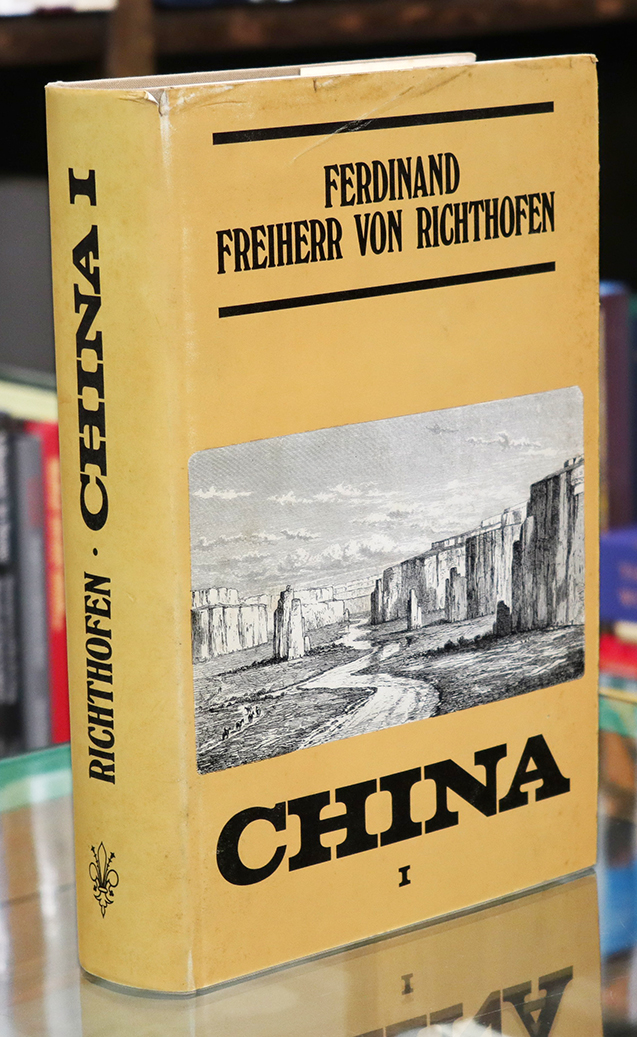 FERDINAND
FREIHERR VON RICHTHOFEN
CHINA
I
RICHTHOFEN · CHINA I